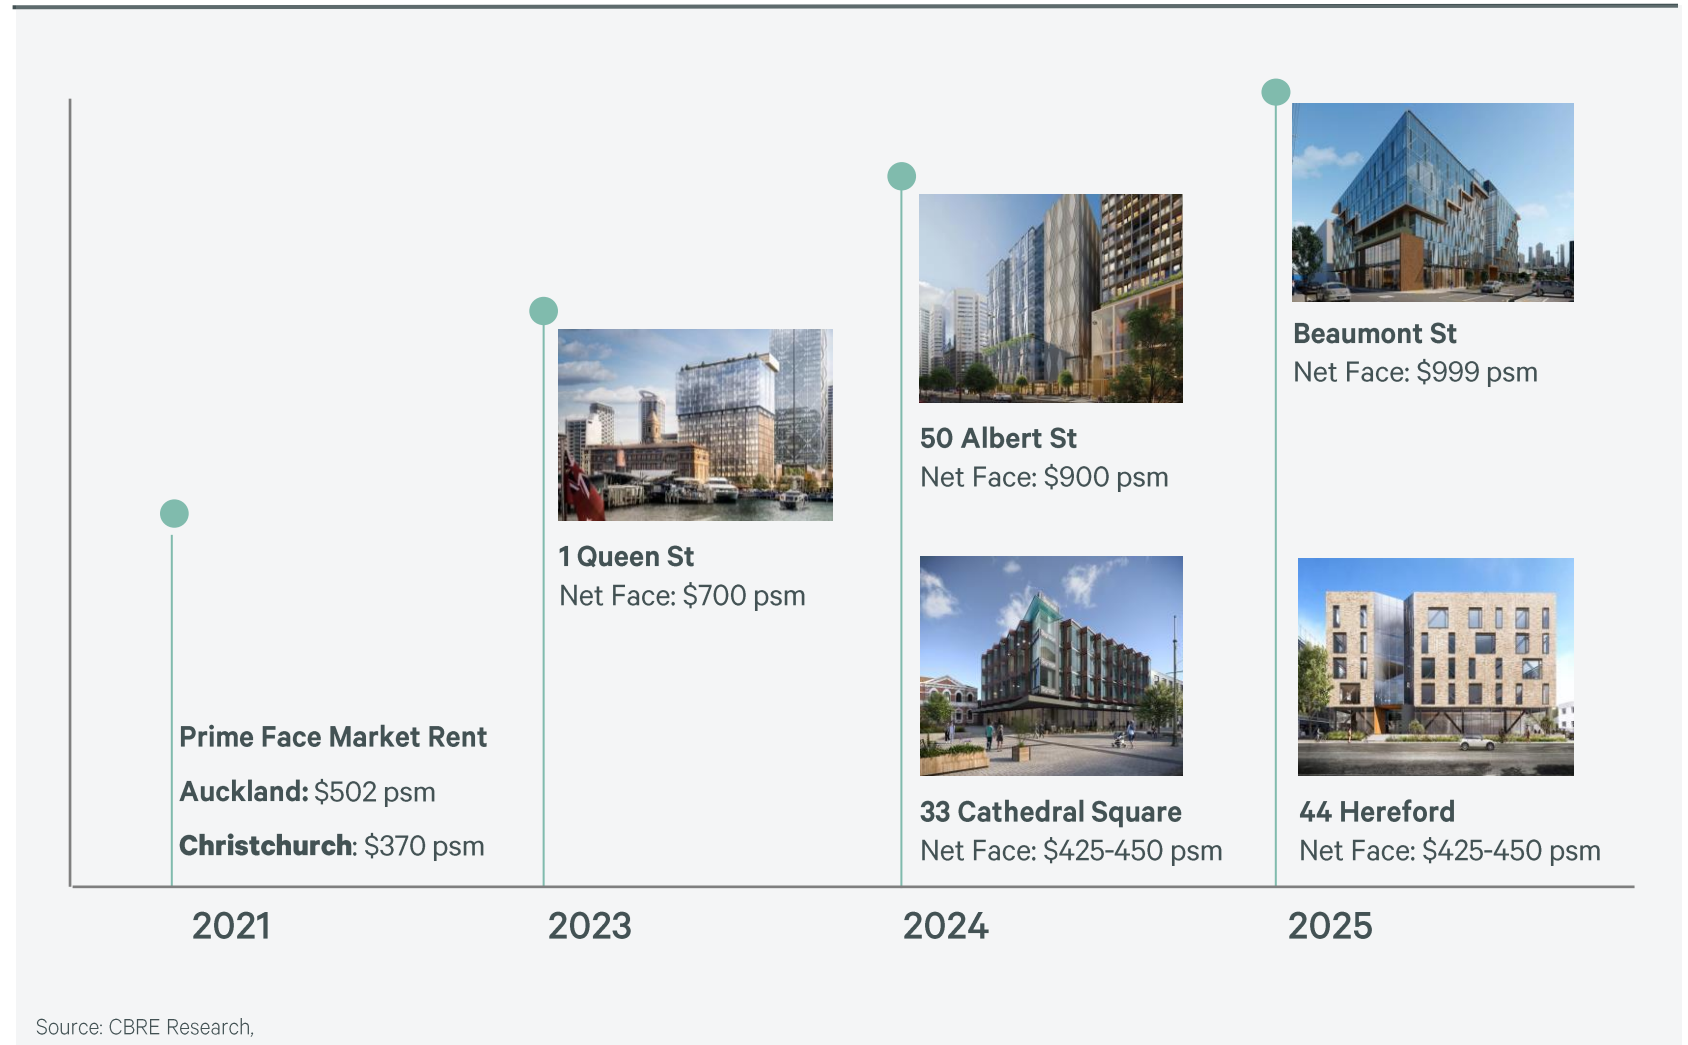 Beaumont St
Net Face: $999 psm
50 Albert St
Net Face: $900 psm
1 Queen St
Net Face: $700 psm
Prime Face Market Rent
Auckland: $502 psm
Christchurch: $370 psm
33 Cathedral Square
Net Face: $425-450 psm
44 Hereford
Net Face: $425-450 psm
2021
2023
2024
2025
Source: CBRE Research,